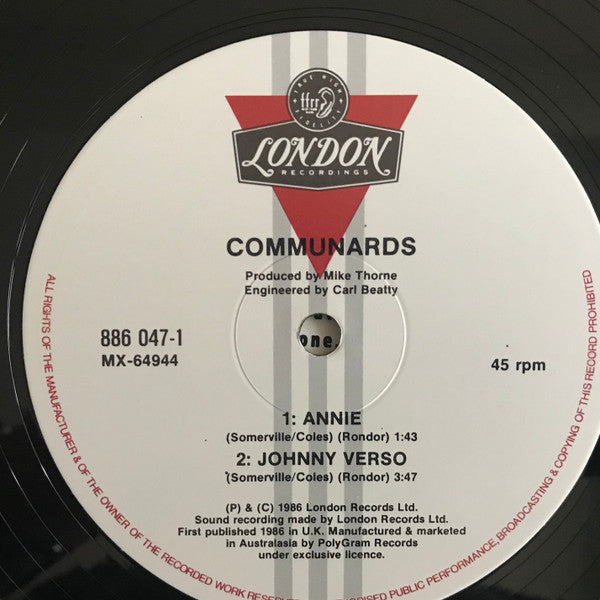 TRUE HIGH
ffrr
FIDELITY
LONDON
RECORDINGS
COMMUNARDS
Produced by Mike Thorne
Engineered by Carl Beatty
886 047-1
MX-64944
one.
45 rpm
1: ANNIE
(Somerville/Coles) (Rondor) 1:43
2: JOHNNY VERSO
(Somerville/Coles) (Rondor) 3:47
(P) & (C) 1986 London Records Ltd.
Sound recording made by London Records Ltd.
First published 1986 in U.K. Manufactured & marketed
in Australasia by PolyGram Records
under exclusive licence.
ALL RIGHTS OF THE MANUFACTURER & OF THE OWNER OF THE RECORDED WORK RESERVED
PUBLIC PERFORMANCE, BROADCASTING & COPYING OF THIS RECORD PROHIBITED